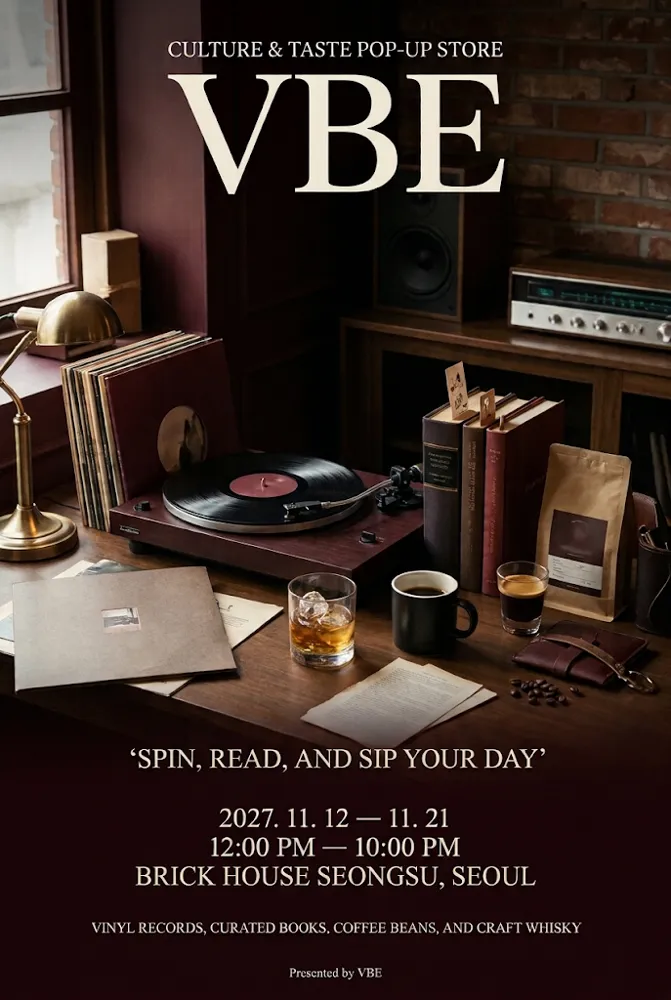 CULTURE & TASTE POP-UP STORE
VBE
‘SPIN, READ, AND SIP YOUR DAY’
2027. 11. 12 — 11. 21
12:00 PM — 10:00 PM
BRICK HOUSE SEONGSU, SEOUL
VINYL RECORDS, CURATED BOOKS, COFFEE BEANS, AND CRAFT WHISKY
Presented by VBE